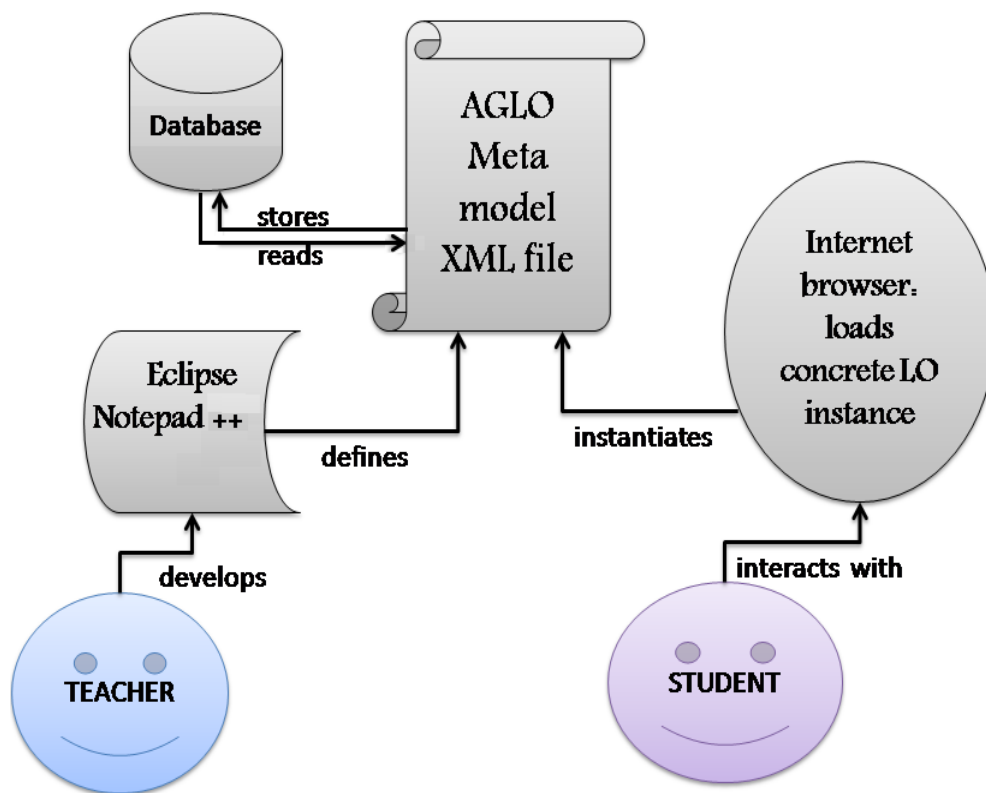 Database
AGLO
Meta
model
XML file
stores
reads
Internet
browser:
loads
concrete LO
instance
Eclipse
Notepad ++
defines
instantiates
develops
interacts with
TEACHER
STUDENT